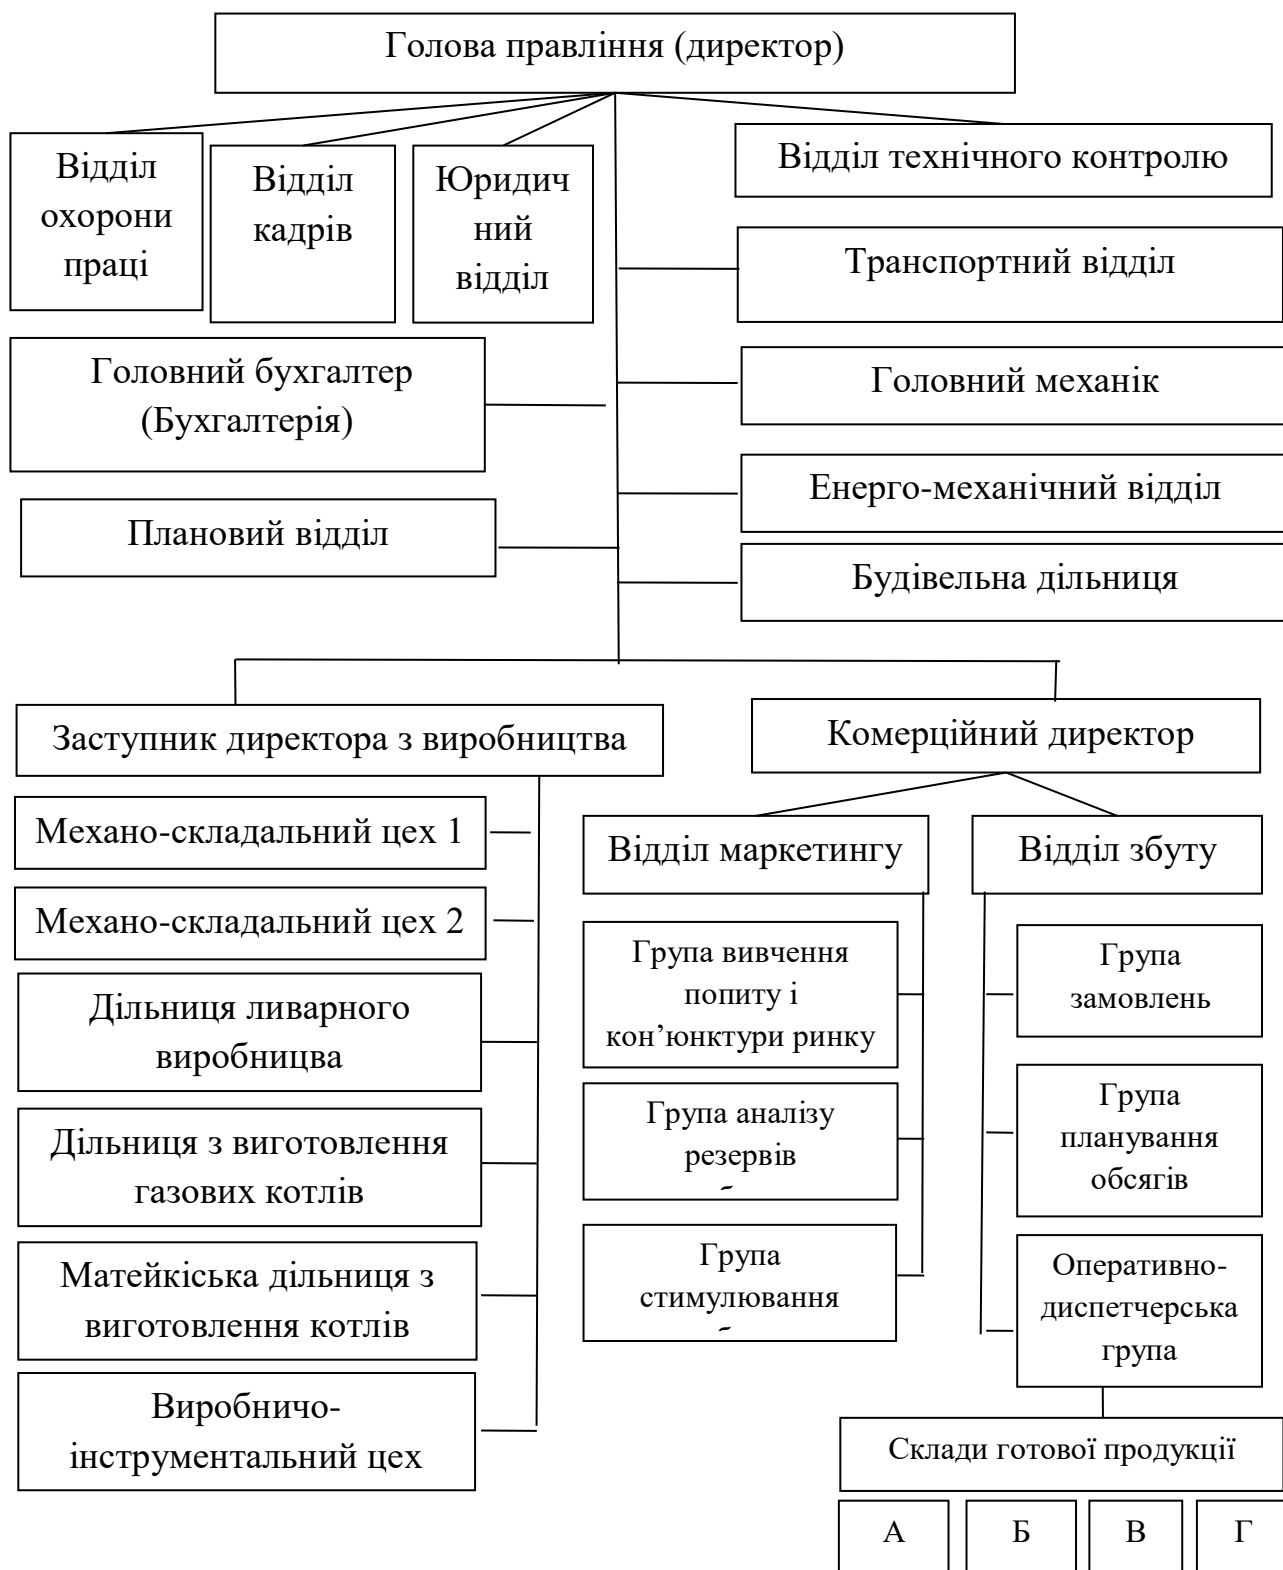 Голова правління (директор)
Відділ
охорони
праці
Відділ
кадрів
Юридич
ний
відділ
Відділ технічного контролю
Транспортний відділ
Головний бухгалтер
(Бухгалтерія)
Головний механік
Енерго-механічний відділ
Плановий відділ
Будівельна дільниця
Заступник директора з виробництва
Комерційний директор
Механо-складальний цех 1
Механо-складальний цех 2
Дільниця ливарного
виробницва
Дільниця з виготовлення
газових котлів
Матейкіська дільниця з
виготовлення котлів
Виробничо-
інструментальний цех
Відділ маркетингу
Група вивчення
попиту і
кон’юнктури ринку
Група аналізу
резервів
Група
стимулювання
Відділ збуту
Група
замовлень
Група
планування
обсягів
Оперативно-
диспетчерська
група
Склади готової продукції
А
Б
В
Г